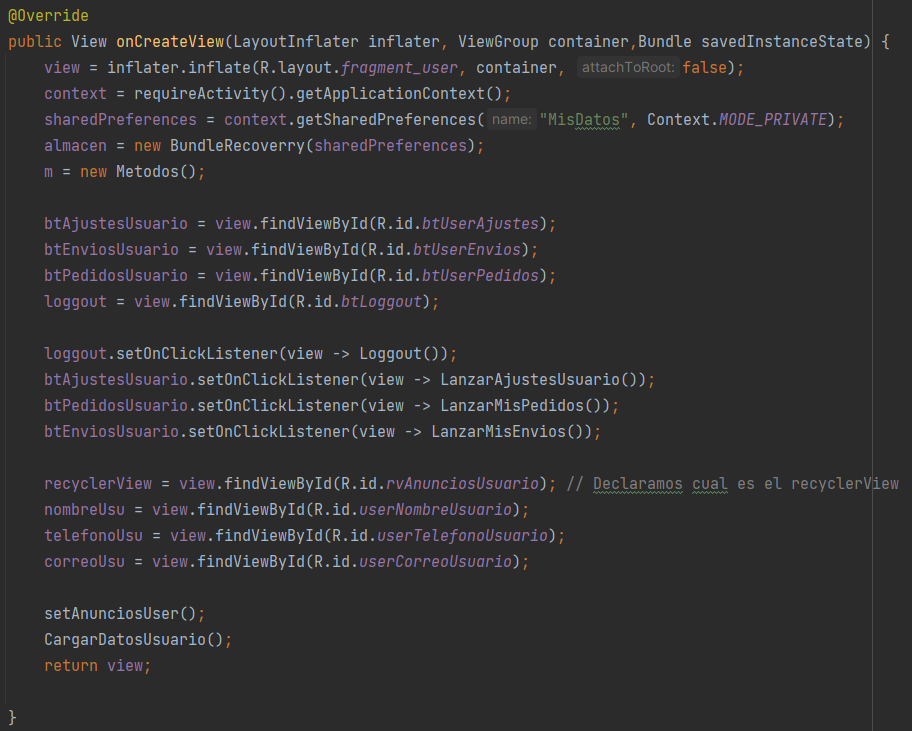 @Override
public View onCreateView(LayoutInflater inflater, ViewGroup container,Bundle savedInstanceState) {
    view = inflater.inflate(R.layout.fragment_user, container, attachToRoot: false);
    context = requireActivity().getApplicationContext();
    sharedPreferences = context.getSharedPreferences( name: "MisDatos", Context.MODE_PRIVATE);
    almacen = new BundleRecoverry(sharedPreferences);
    m = new Metodos();

    btAjustesUsuario = view.findViewById(R.id.btUserAjustes);
    btEnviosUsuario = view.findViewById(R.id.btUserEnvios);
    btPedidosUsuario = view.findViewById(R.id.btUserPedidos);
    loggout = view.findViewById(R.id.btLoggout);

    loggout.setOnClickListener(view -> Loggout());
    btAjustesUsuario.setOnClickListener(view -> LanzarAjustesUsuario());
    btPedidosUsuario.setOnClickListener(view -> LanzarMisPedidos());
    btEnviosUsuario.setOnClickListener(view -> LanzarMisEnvios());

    recyclerView = view.findViewById(R.id.rvAnunciosUsuario); // Declaramos cual es el recyclerView
    nombreUsu = view.findViewById(R.id.userNombreUsuario);
    telefonoUsu = view.findViewById(R.id.userTelefonoUsuario);
    correoUsu = view.findViewById(R.id.userCorreoUsuario);

    setAnunciosUser();
    CargarDatosUsuario();
    return view;

}